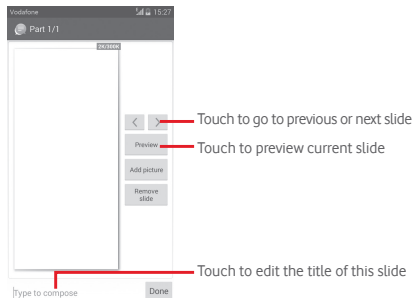 Vodafone 15:27
Part 1/1
2K/300K
Touch to go to previous or next slide
Preview
Touch to preview current slide
Add picture
Remove
slide
Touch to edit the title of this slide
Type to compose
Done